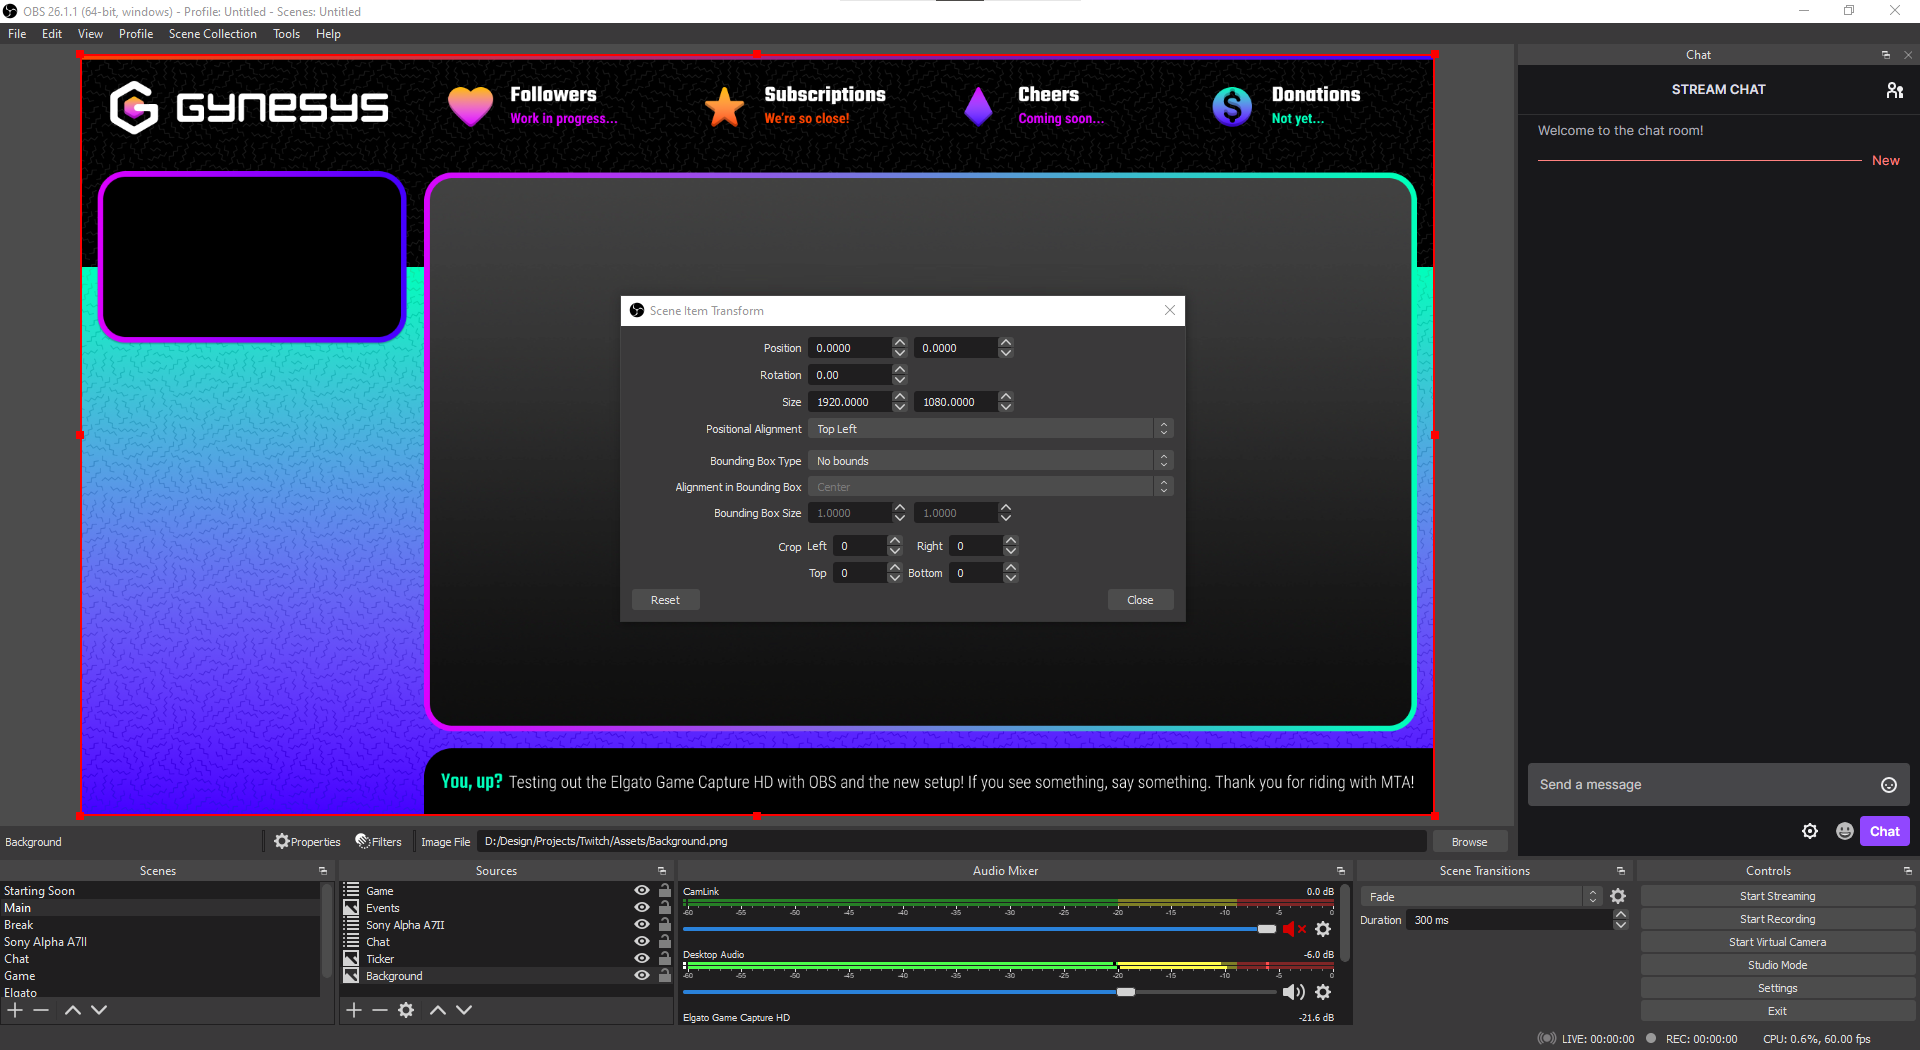 OBS 26.1.1 (64-bit, windows) - Profile: Untitled - Scenes: Untitled
File Edit View Profile Scene Collection Tools Help
GYNESYS
Followers
Work in progress...
Subscriptions
We're so close!
Cheers
Coming soon...
Donations
Not yet...
Scene Item Transform
Position 0.0000 0.0000
Rotation 0.00
Size 1920.0000 1080.0000
Positional Alignment Top Left
Bounding Box Type No bounds
Alignment in Bounding Box Center
Bounding Box Size 1.0000 1.0000
Crop Left 0 Right 0
Top 0 Bottom 0
Reset Close
You, up? Testing out the Elgato Game Capture HD with OBS and the new setup! If you see something, say something. Thank you for riding with MTA!
Chat
STREAM CHAT
Welcome to the chat room!
New
Send a message
Chat
Background Properties Filters Image File D:/Design/Projects/Twitch/Assets/Background.png Browse
Scenes
Starting Soon
Main
Break
Sony Alpha A7II
Chat
Game
Elgato
Sources
Game
Events
Sony Alpha A7II
Chat
Ticker
Background
Audio Mixer
CamLink 0.0 dB
-60 -55 -50 -45 -40 -35 -30 -25 -20 -15 -10 -5 0
Desktop Audio -6.0 dB
-60 -55 -50 -45 -40 -35 -30 -25 -20 -15 -10 -5 0
Elgato Game Capture HD -21.6 dB
Scene Transitions
Fade
Duration 300 ms
Controls
Start Streaming
Start Recording
Start Virtual Camera
Studio Mode
Settings
Exit
LIVE: 00:00:00 REC: 00:00:00 CPU: 0.6%, 60.00 fps